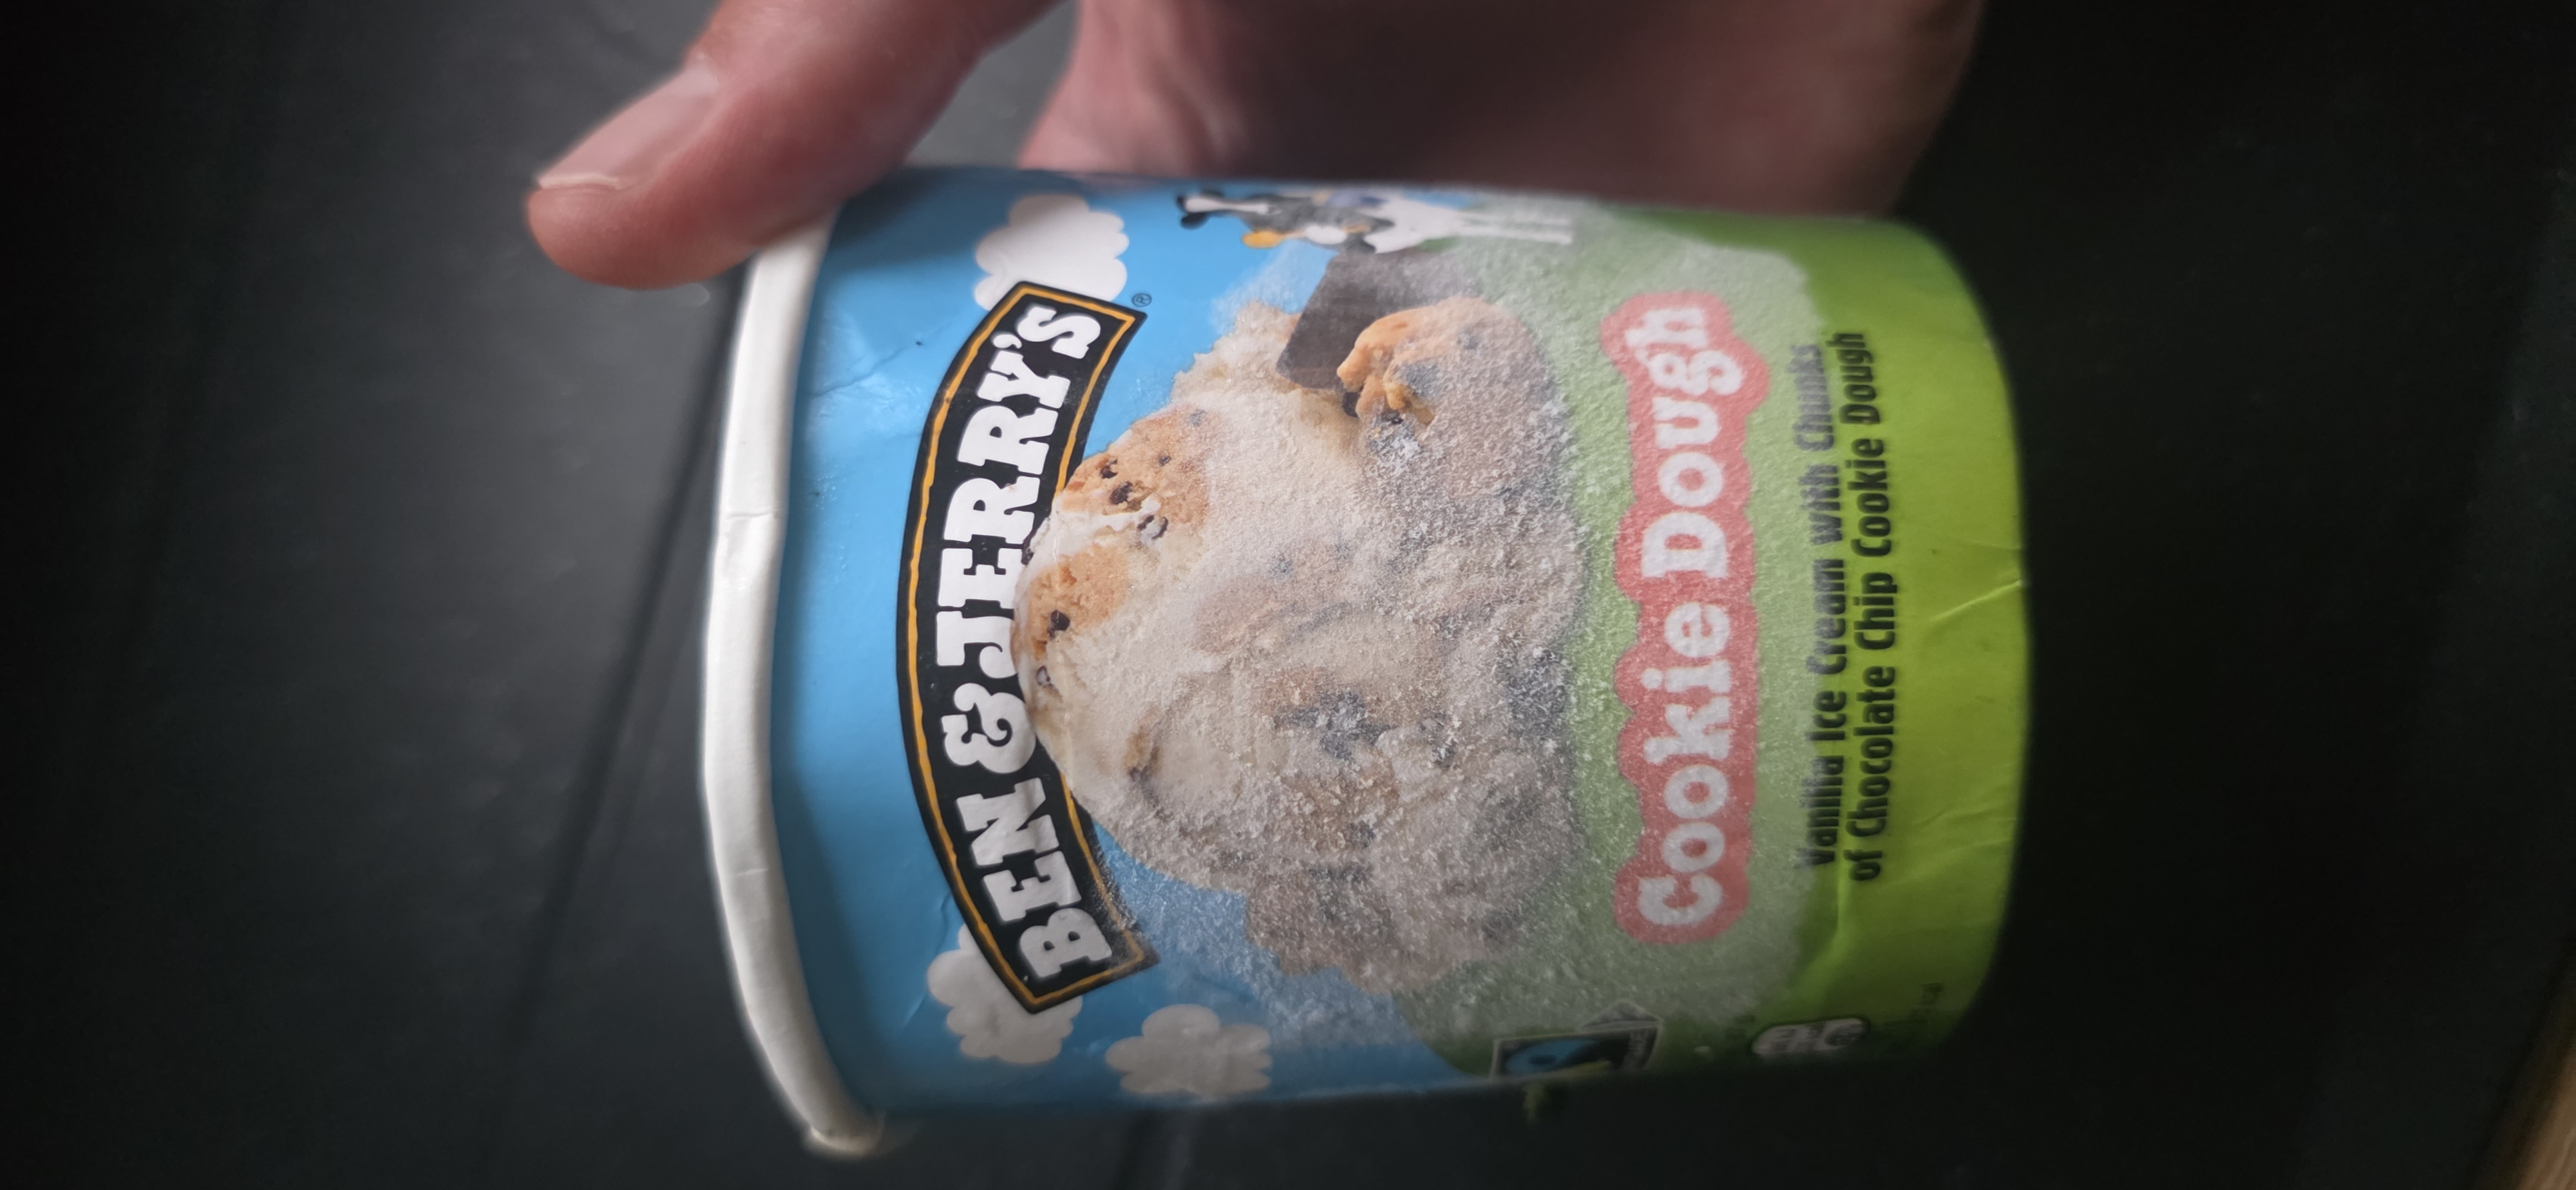 BEN & JERRY'S
®
Cookie Dough
Vanilla Ice Cream with Chunks
of Chocolate Chip Cookie Dough